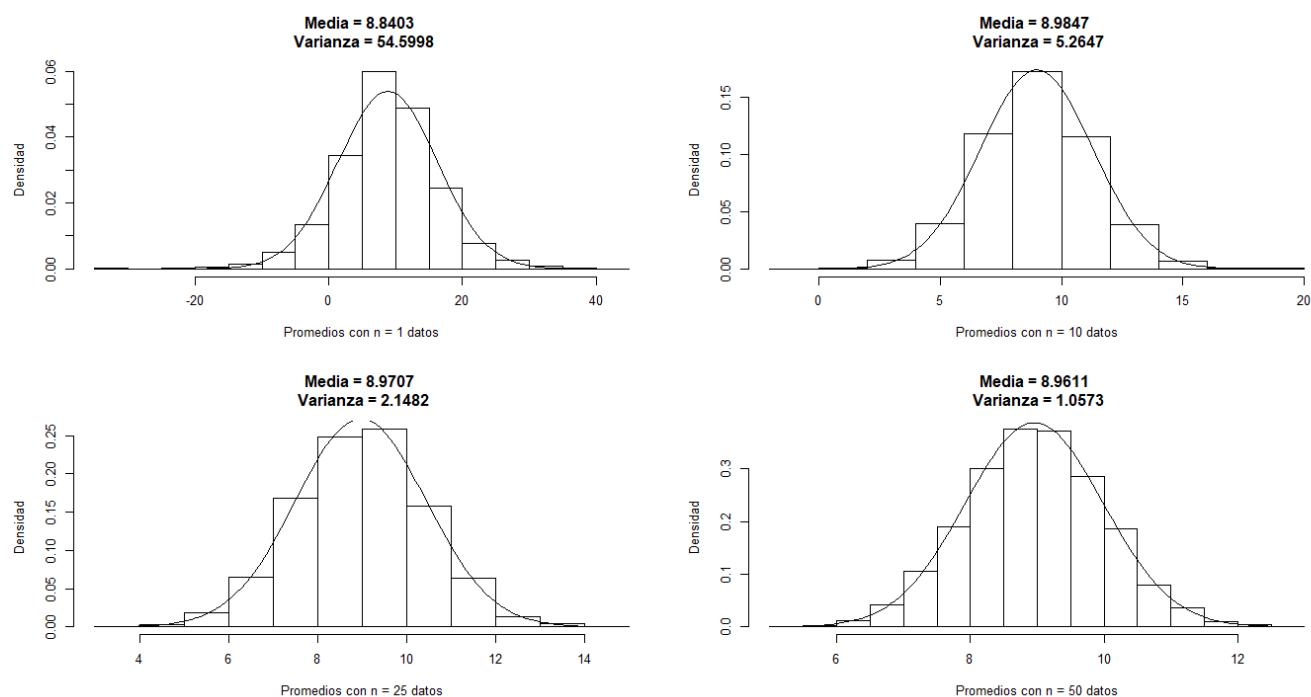 Media = 8.8403
Varianza = 54.5998
Densidad
0.00
0.02
0.04
0.06
-20
0
20
40
Promedios con n = 1 datos
Media = 8.9847
Varianza = 5.2647
Densidad
0.00
0.05
0.10
0.15
0
5
10
15
20
Promedios con n = 10 datos
Media = 8.9707
Varianza = 2.1482
Densidad
0.00
0.05
0.10
0.15
0.20
0.25
4
6
8
10
12
14
Promedios con n = 25 datos
Media = 8.9611
Varianza = 1.0573
Densidad
0.0
0.1
0.2
0.3
6
8
10
12
Promedios con n = 50 datos